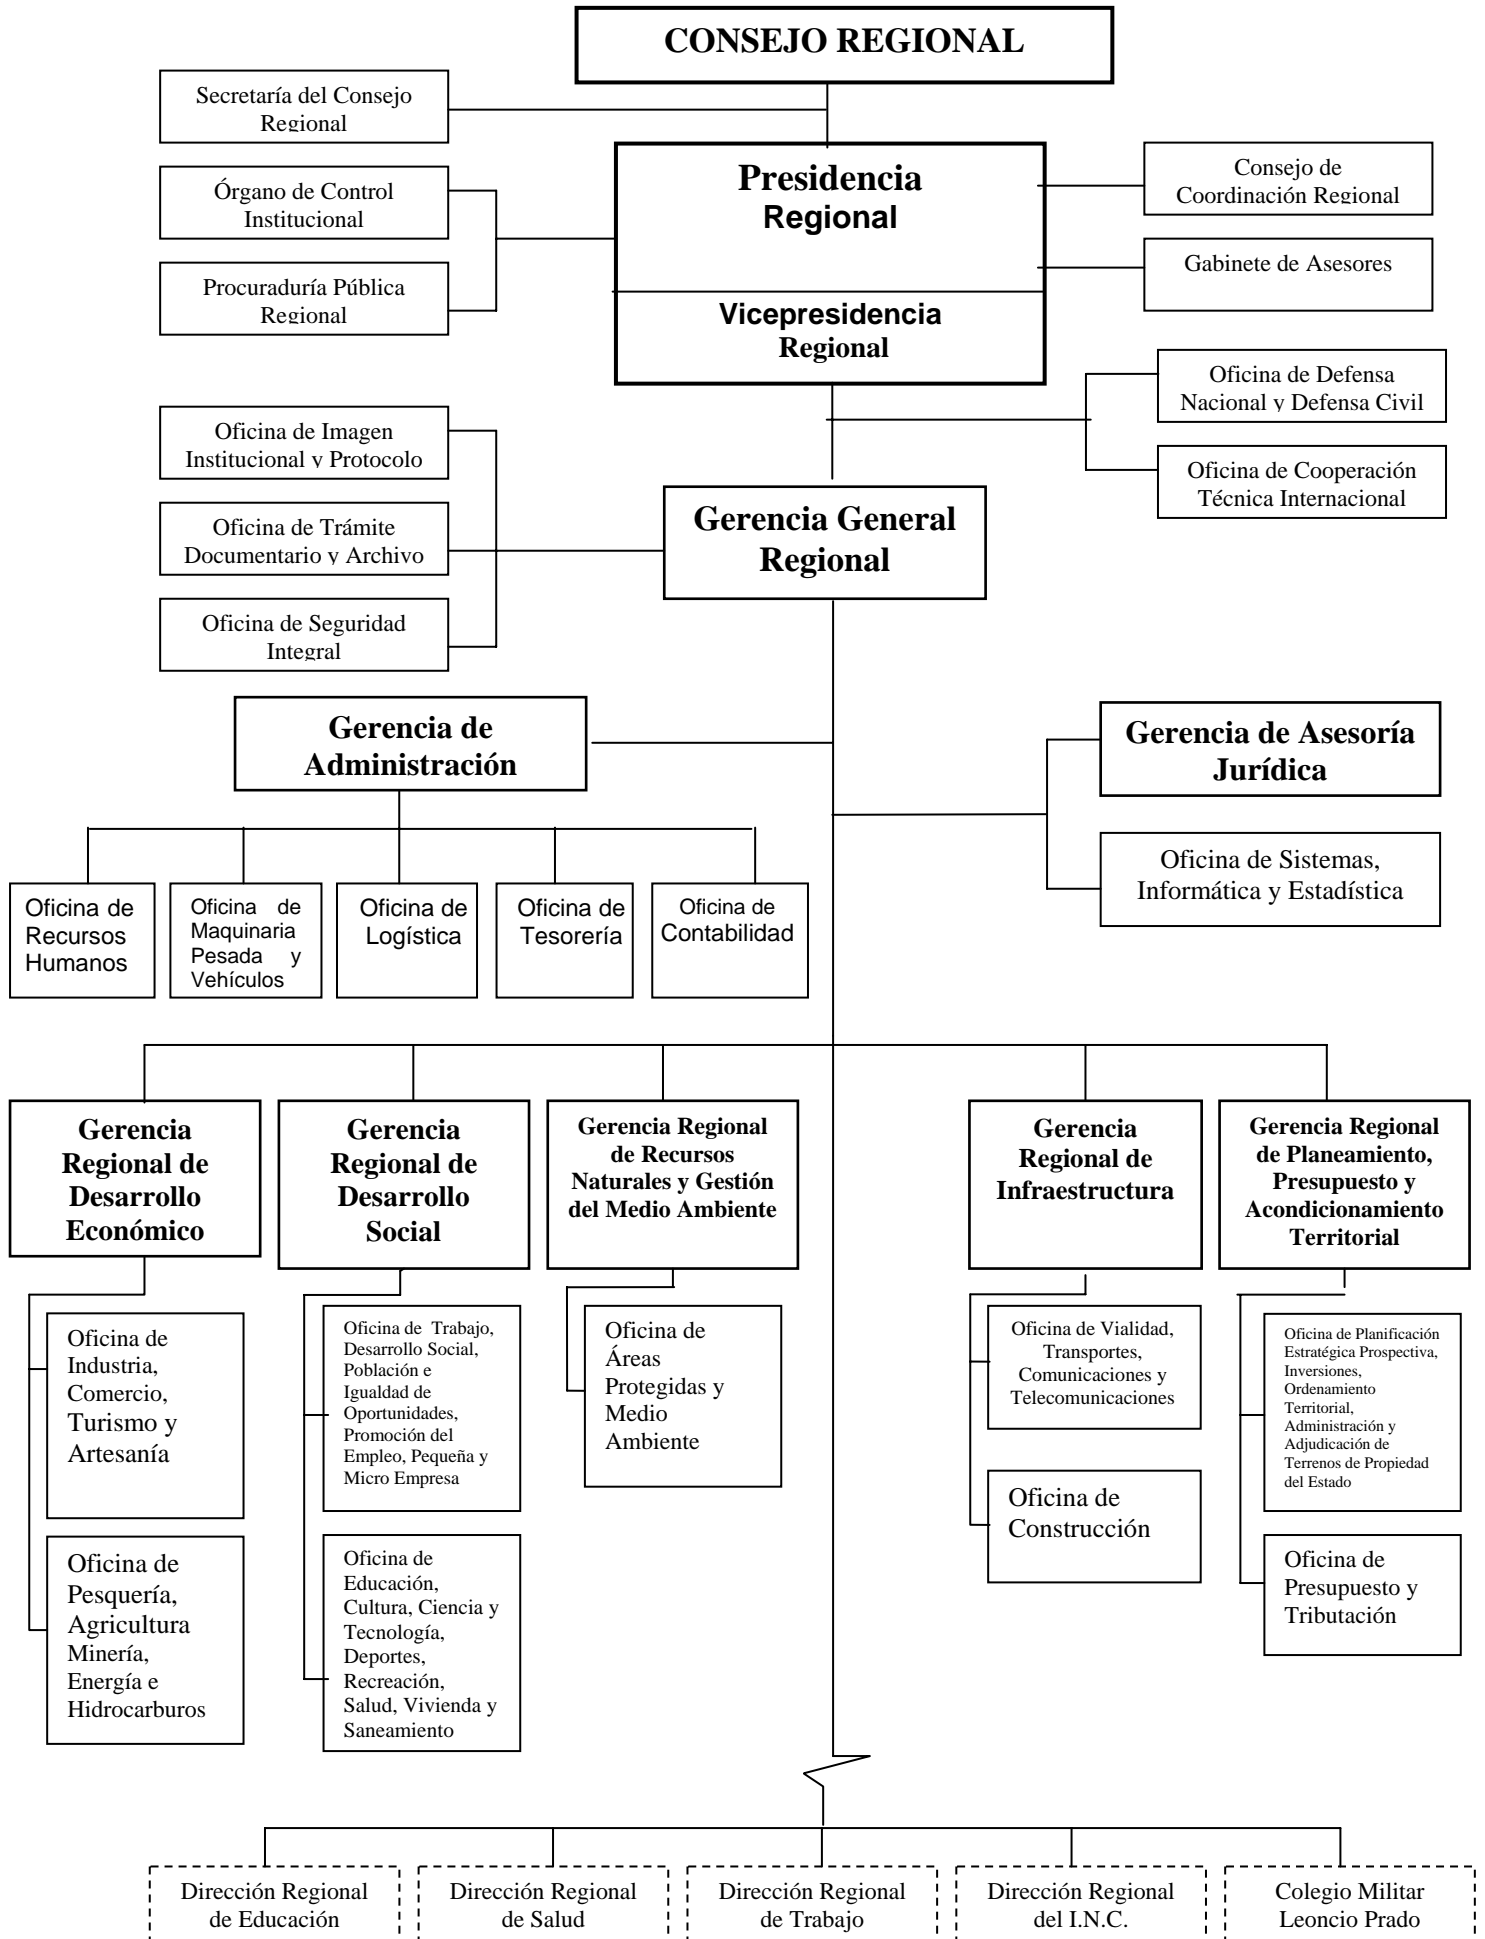 CONSEJO REGIONAL
Secretaría del Consejo
Regional
Presidencia
Regional
Vicepresidencia
Regional
Órgano de Control
Institucional
Procuraduría Pública
Regional
Consejo de
Coordinación Regional
Gabinete de Asesores
Oficina de Defensa
Nacional y Defensa Civil
Oficina de Cooperación
Técnica Internacional
Oficina de Imagen
Institucional y Protocolo
Oficina de Trámite
Documentario y Archivo
Oficina de Seguridad
Integral
Gerencia General
Regional
Gerencia de
Administración
Gerencia de Asesoría
Jurídica
Oficina de Sistemas,
Informática y Estadística
Oficina de
Recursos
Humanos
Oficina de
Maquinaria
Pesada y
Vehículos
Oficina de
Logística
Oficina de
Tesorería
Oficina de
Contabilidad
Gerencia
Regional de
Desarrollo
Económico
Gerencia
Regional de
Desarrollo
Social
Gerencia Regional
de Recursos
Naturales y Gestión
del Medio Ambiente
Gerencia
Regional de
Infraestructura
Gerencia Regional
de Planeamiento,
Presupuesto y
Acondicionamiento
Territorial
Oficina de
Industria,
Comercio,
Turismo y
Artesanía
Oficina de
Pesquería,
Agricultura
Minería,
Energía e
Hidrocarburos
Oficina de Trabajo,
Desarrollo Social,
Población e
Igualdad de
Oportunidades,
Promoción del
Empleo, Pequeña y
Micro Empresa
Oficina de
Educación,
Cultura, Ciencia y
Tecnología,
Deportes,
Recreación,
Salud, Vivienda y
Saneamiento
Oficina de
Áreas
Protegidas y
Medio
Ambiente
Oficina de Vialidad,
Transportes,
Comunicaciones y
Telecomunicaciones
Oficina de
Construcción
Oficina de Planificación
Estratégica Prospectiva,
Inversiones,
Ordenamiento
Territorial,
Administración y
Adjudicación de
Terrenos de Propiedad
del Estado
Oficina de
Presupuesto y
Tributación
Dirección Regional
de Educación
Dirección Regional
de Salud
Dirección Regional
de Trabajo
Dirección Regional
del I.N.C.
Colegio Militar
Leoncio Prado